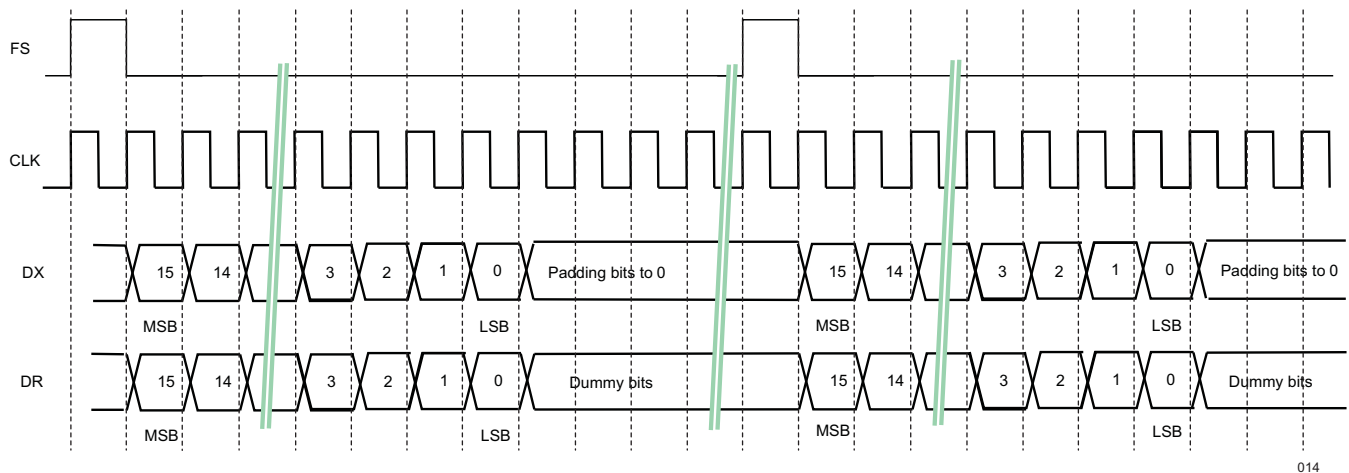 FS
CLK
DX 15 14 3 2 1 0 Padding bits to 0 15 14 3 2 1 0 Padding bits to 0
MSB LSB MSB LSB
DR 15 14 3 2 1 0 Dummy bits 15 14 3 2 1 0 Dummy bits
MSB LSB MSB LSB
014